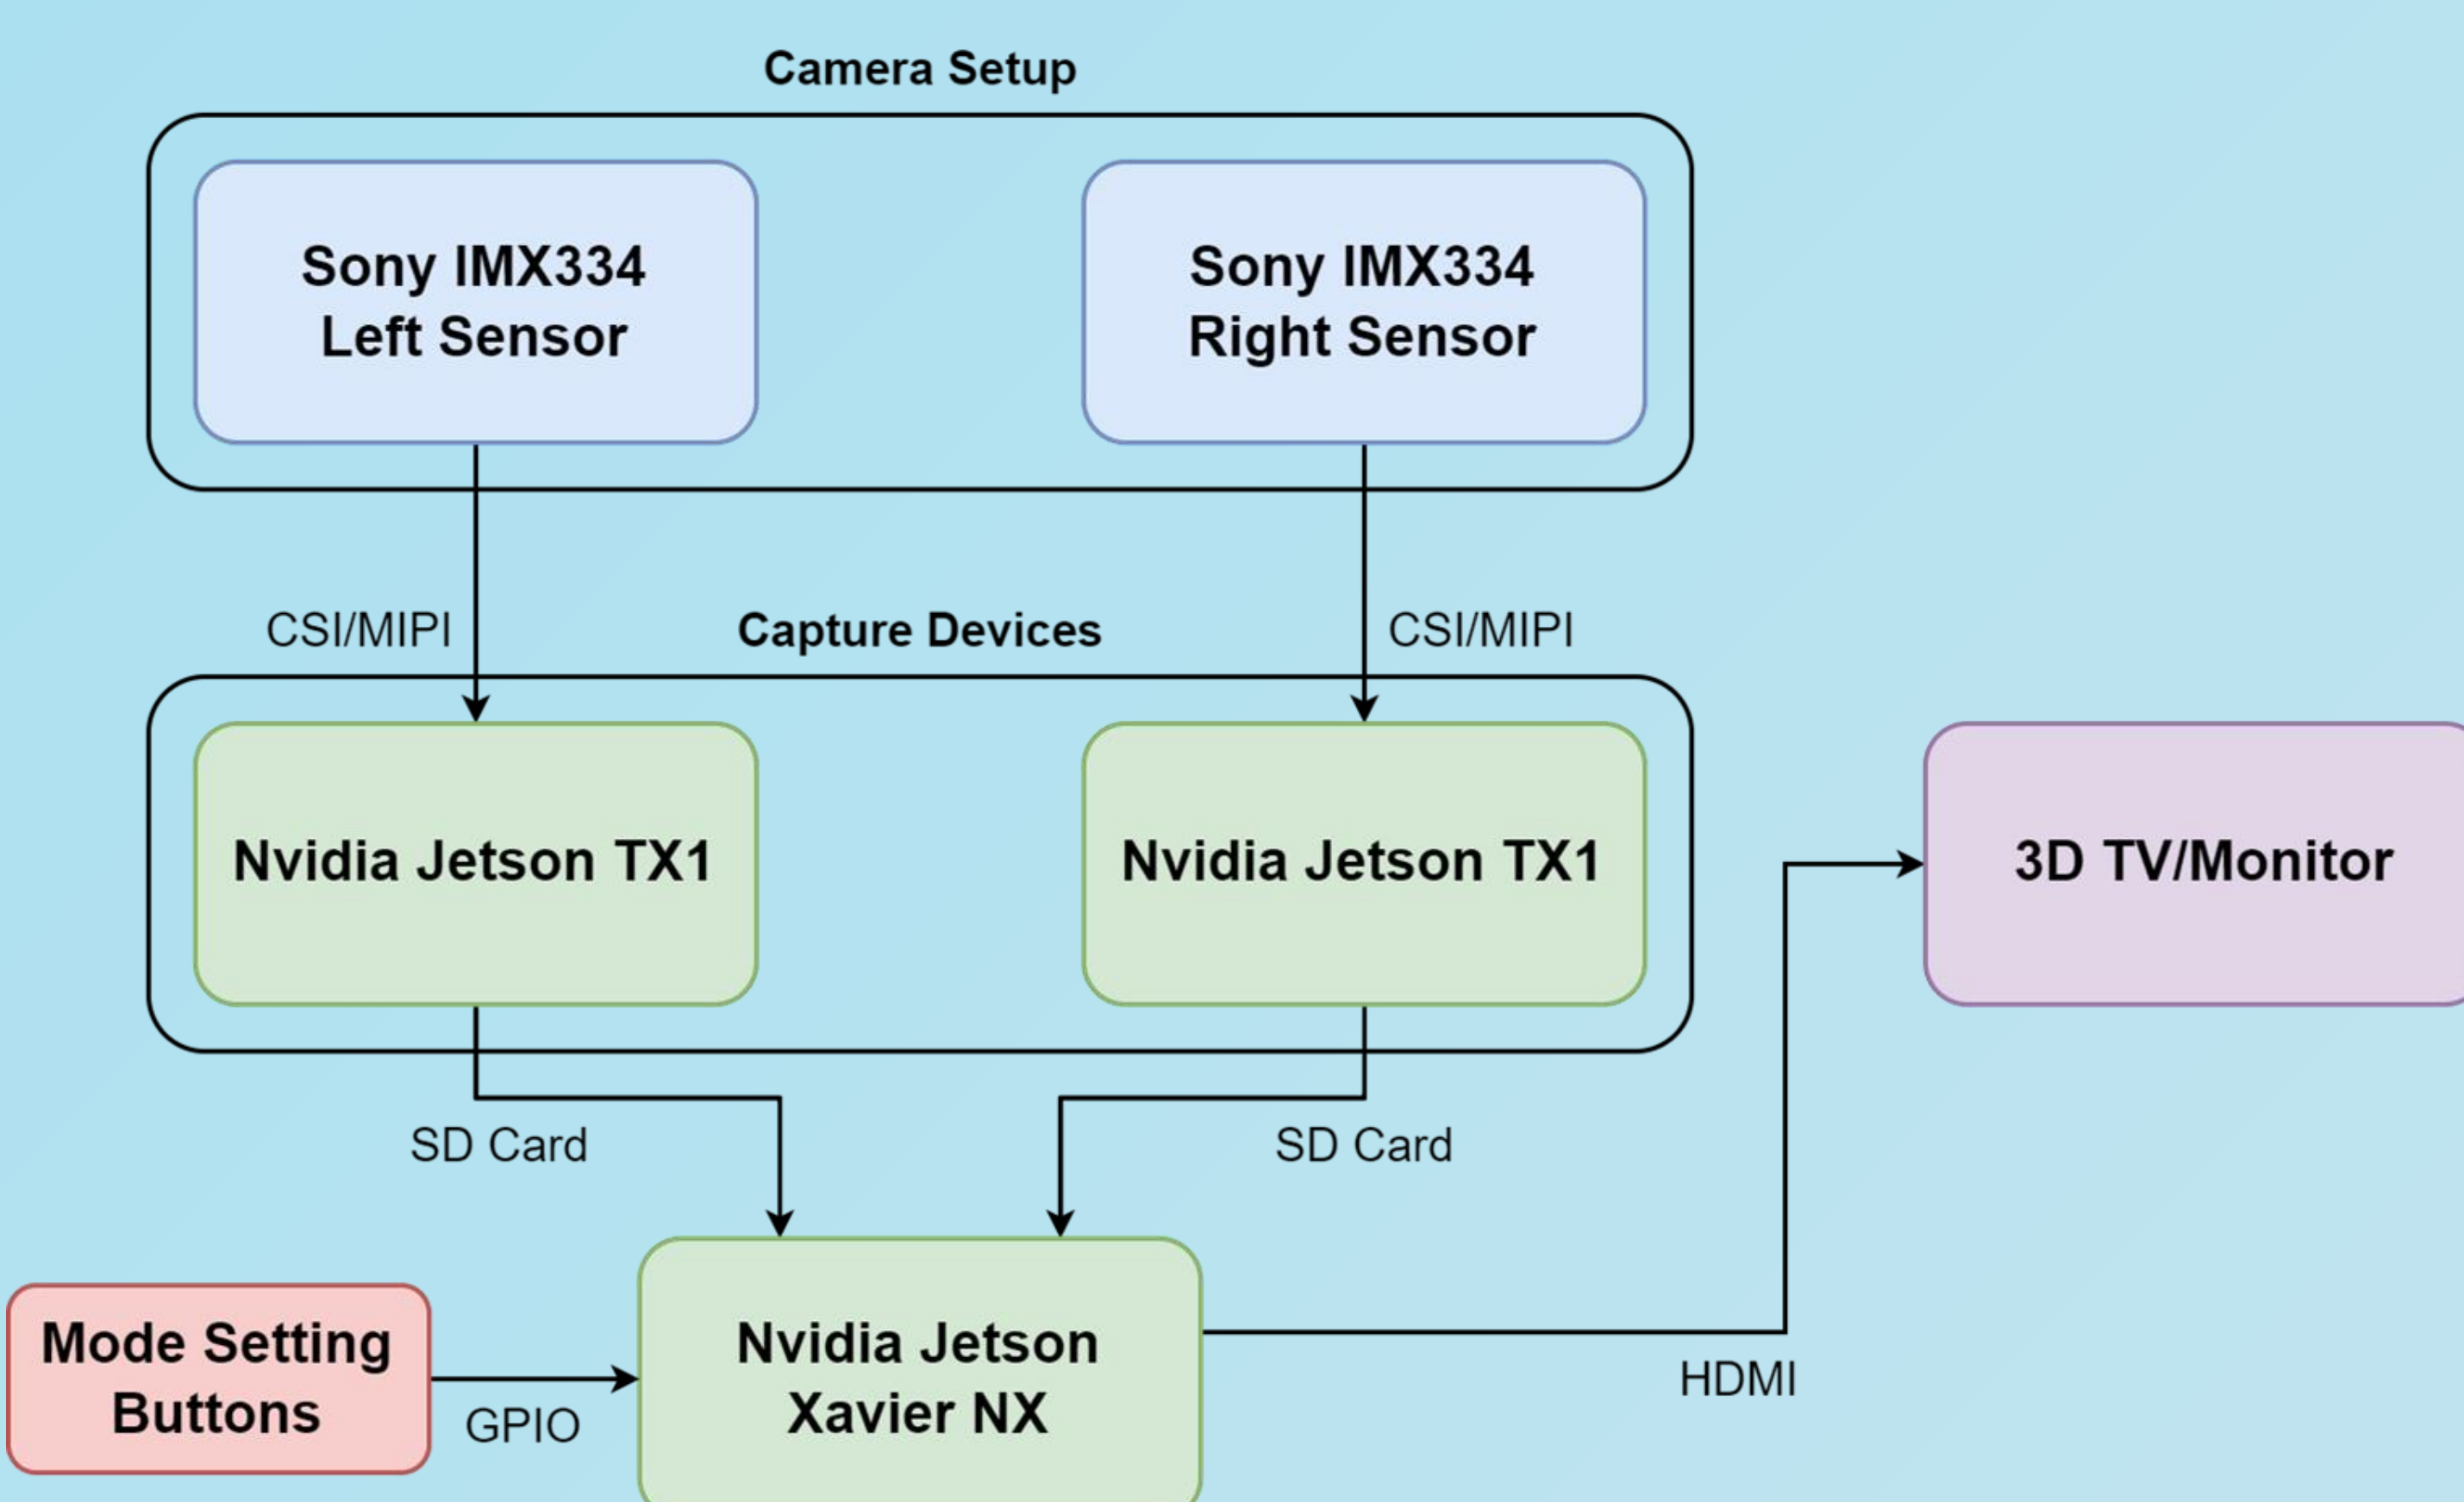 Camera Setup
Sony IMX334
Left Sensor
Sony IMX334
Right Sensor
CSI/MIPI
Capture Devices
CSI/MIPI
Nvidia Jetson TX1
Nvidia Jetson TX1
3D TV/Monitor
SD Card
SD Card
Mode Setting
Buttons
GPIO
Nvidia Jetson
Xavier NX
HDMI